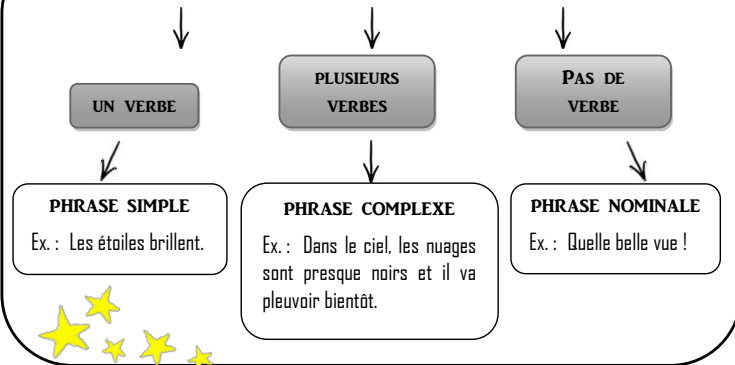 UN VERBE
PLUSIEURS
VERBES
PAS DE
VERBE
PHRASE SIMPLE
Ex. : Les étoiles brillent.
PHRASE COMPLEXE
Ex. : Dans le ciel, les nuages
sont presque noirs et il va
pleuvoir bientôt.
PHRASE NOMINALE
Ex. : Quelle belle vue !